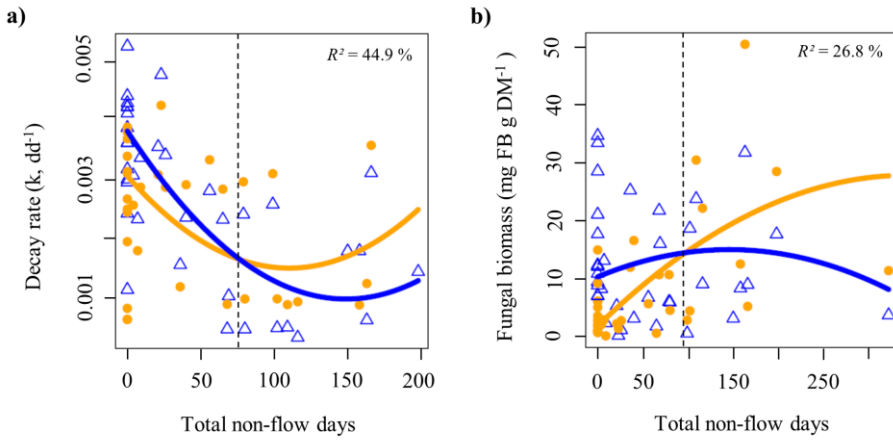 a)
R² = 44.9 %
Decay rate (k, dd⁻¹)
0.005
0.003
0.001
0 50 100 150 200
Total non-flow days
b)
R² = 26.8 %
Fungal biomass (mg FB g DM⁻¹)
50
40
30
20
10
0
0 50 150 250
Total non-flow days